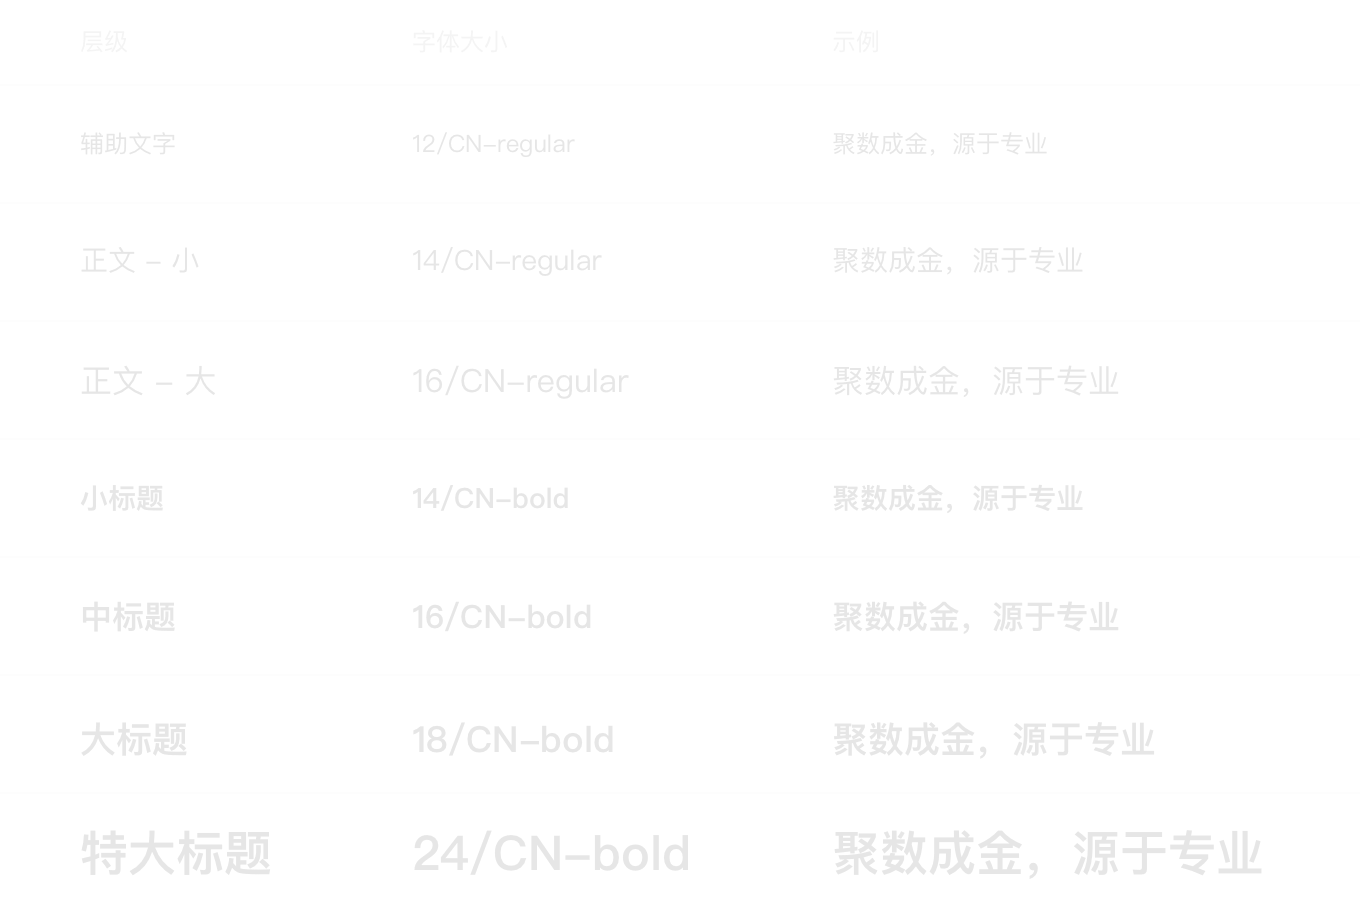 层级 字体大小 示例
辅助文字 12/CN-regular 聚数成金，源于专业
正文 - 小 14/CN-regular 聚数成金，源于专业
正文 - 大 16/CN-regular 聚数成金，源于专业
小标题 14/CN-bold 聚数成金，源于专业
中标题 16/CN-bold 聚数成金，源于专业
大标题 18/CN-bold 聚数成金，源于专业
特大标题 24/CN-bold 聚数成金，源于专业